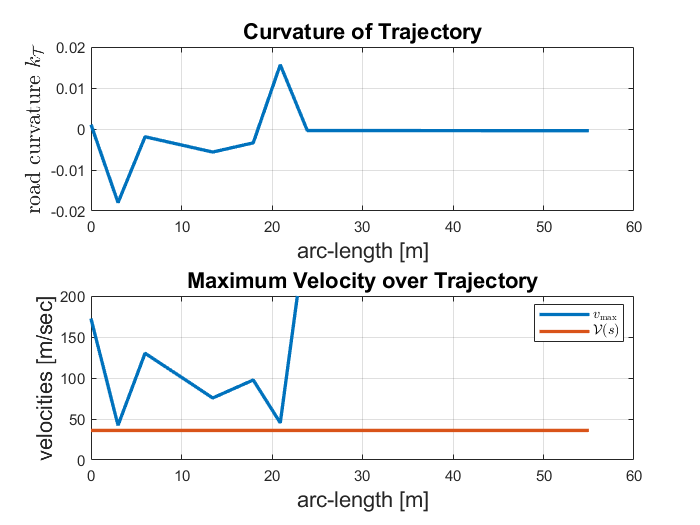 Curvature of Trajectory
road curvature k_𝒯
0.02
0.01
0
-0.01
-0.02
0 10 20 30 40 50 60
arc-length [m]
Maximum Velocity over Trajectory
velocities [m/sec]
200
150
100
50
0
v_max
𝒱(s)
0 10 20 30 40 50 60
arc-length [m]